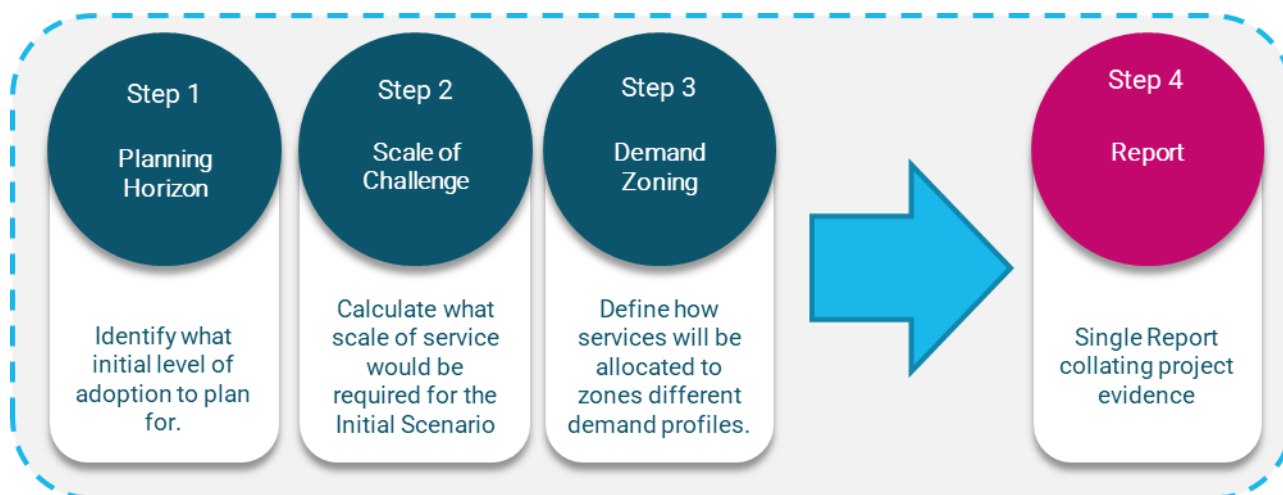 Step 1
Planning
Horizon
Identify what
initial level of
adoption to plan
for.
Step 2
Scale of
Challenge
Calculate what
scale of service
would be
required for the
Initial Scenario
Step 3
Demand
Zoning
Define how
services will be
allocated to
zones different
demand profiles.
Step 4
Report
Single Report
collating project
evidence